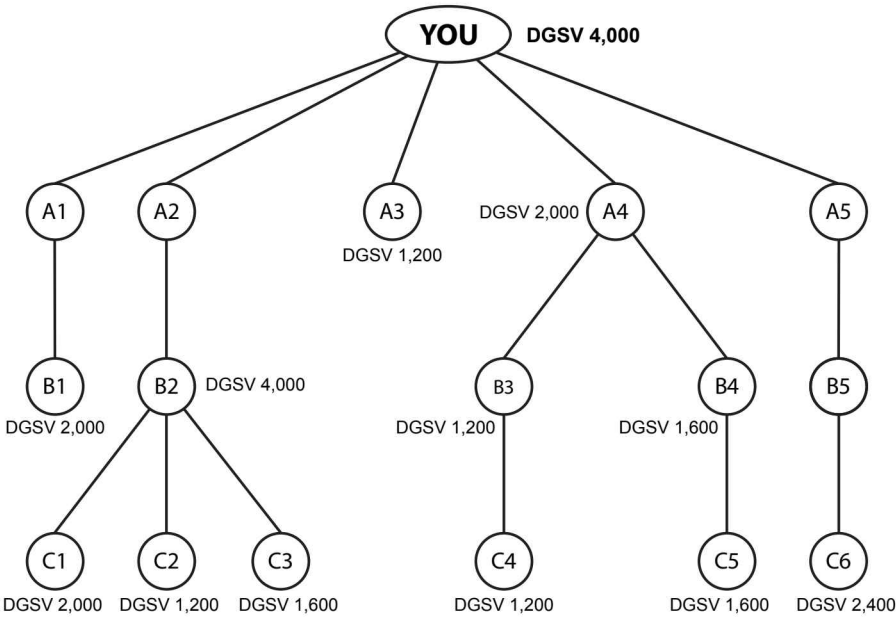 YOU DGSV 4,000
A1 A2 A3 DGSV 2,000 A4 A5
DGSV 1,200
B1 B2 DGSV 4,000 B3 B4 B5
DGSV 2,000 DGSV 1,200 DGSV 1,600
C1 C2 C3 C4 C5 C6
DGSV 2,000 DGSV 1,200 DGSV 1,600 DGSV 1,200 DGSV 1,600 DGSV 2,400